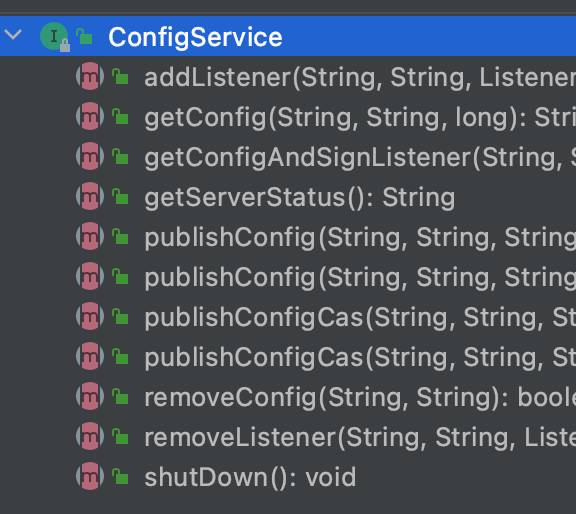 ConfigService
addListener(String, String, Listener
getConfig(String, String, long): Stri
getConfigAndSignListener(String, S
getServerStatus(): String
publishConfig(String, String, String
publishConfig(String, String, String
publishConfigCas(String, String, St
publishConfigCas(String, String, St
removeConfig(String, String): boole
removeListener(String, String, Liste
shutDown(): void